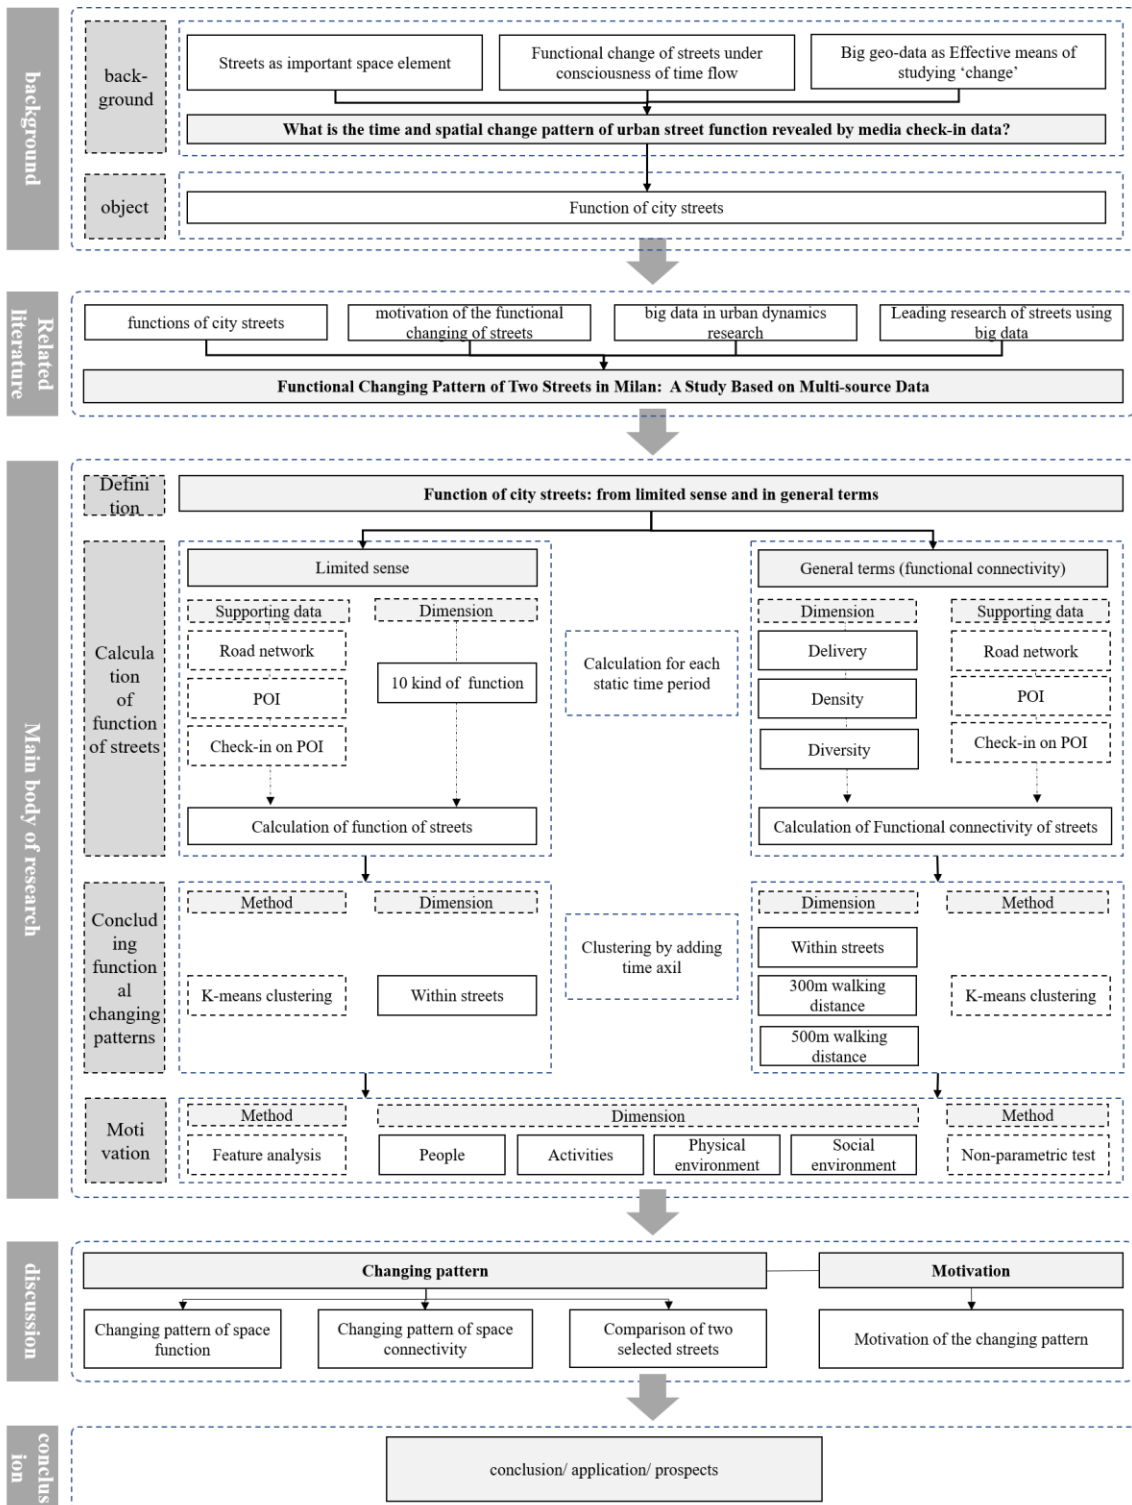 background
back-
ground
Streets as important space element
Functional change of streets under
consciousness of time flow
Big geo-data as Effective means of
studying ‘change’
What is the time and spatial change pattern of urban street function revealed by media check-in data?
object
Function of city streets
Related
literature
functions of city streets
motivation of the functional
changing of streets
big data in urban dynamics
research
Leading research of streets using
big data
Functional Changing Pattern of Two Streets in Milan: A Study Based on Multi-source Data
Main body of research
Defini
tion
Function of city streets: from limited sense and in general terms
Calcula
tion
of
function
of streets
Limited sense
Supporting data
Road network
POI
Check-in on POI
Dimension
10 kind of function
Calculation of function of streets
Calculation for each
static time period
General terms (functional connectivity)
Dimension
Delivery
Density
Diversity
Supporting data
Road network
POI
Check-in on POI
Calculation of Functional connectivity of streets
Conclud
ing
function
al
changing
patterns
Method
K-means clustering
Dimension
Within streets
Clustering by adding
time axil
Dimension
Within streets
300m walking
distance
500m walking
distance
Method
K-means clustering
Moti
vation
Method
Feature analysis
Dimension
People
Activities
Physical
environment
Social
environment
Method
Non-parametric test
discussion
Changing pattern
Changing pattern of space
function
Changing pattern of space
connectivity
Comparison of two
selected streets
Motivation
Motivation of the changing pattern
conclus
ion
conclusion/ application/ prospects